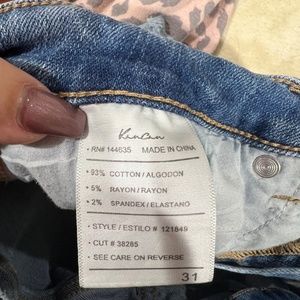 KanCan
• RN# 144635 MADE IN CHINA
• 93% COTTON / ALGODON
• 5% RAYON / RAYON
• 2% SPANDEX / ELASTANO
• STYLE / ESTILO # 121849
• CUT # 38285
• SEE CARE ON REVERSE
31